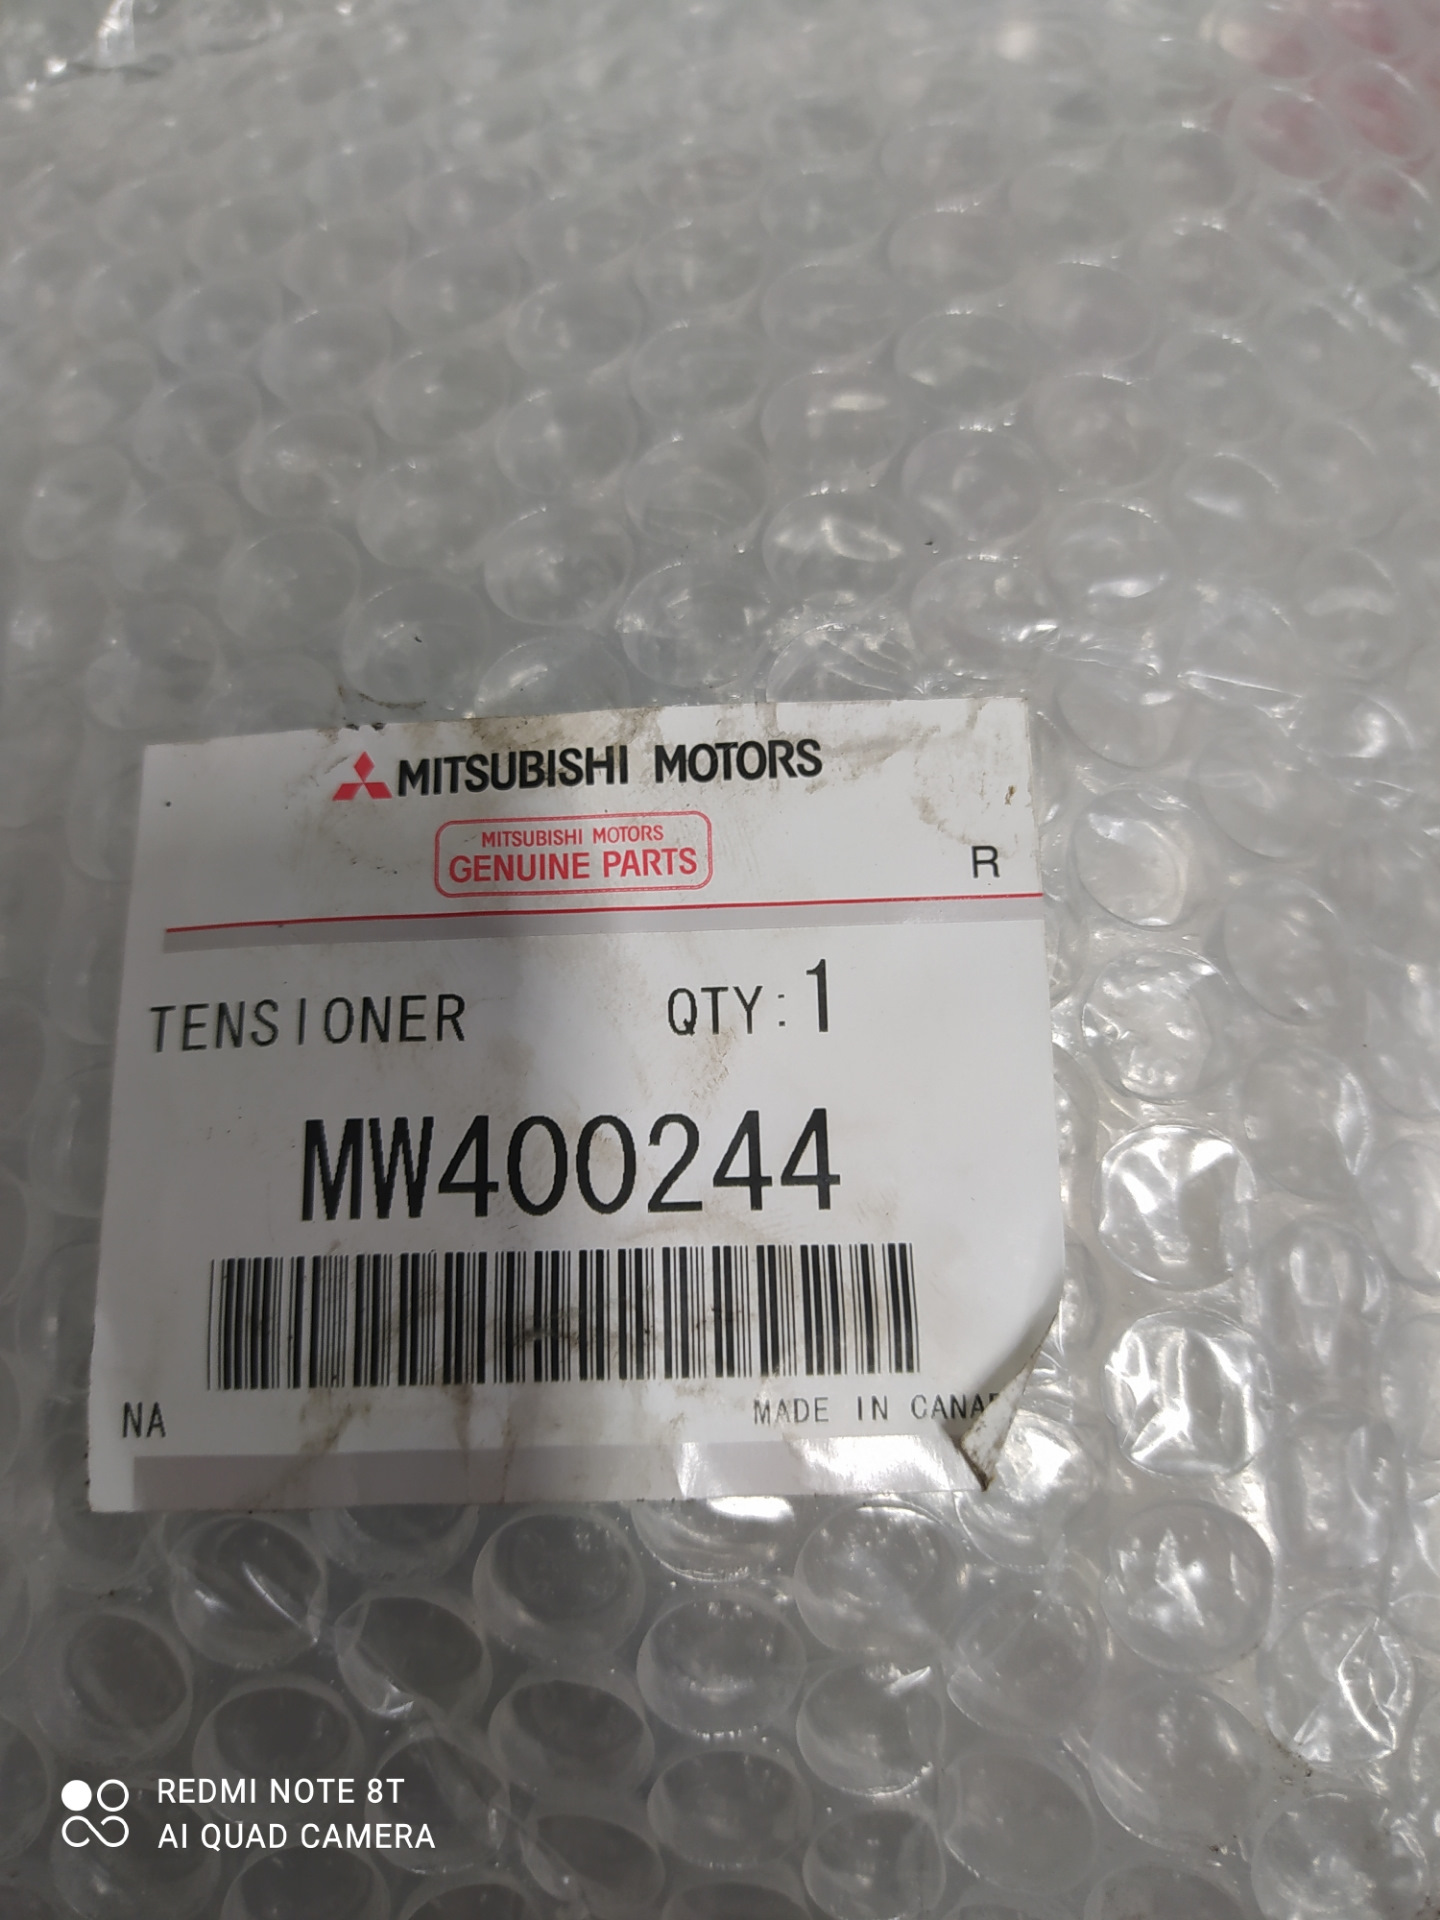 MITSUBISHI MOTORS
MITSUBISHI MOTORS
GENUINE PARTS
R
TENSIONER QTY:1
MW400244
NA MADE IN
REDMI NOTE 8T
AI QUAD CAMERA